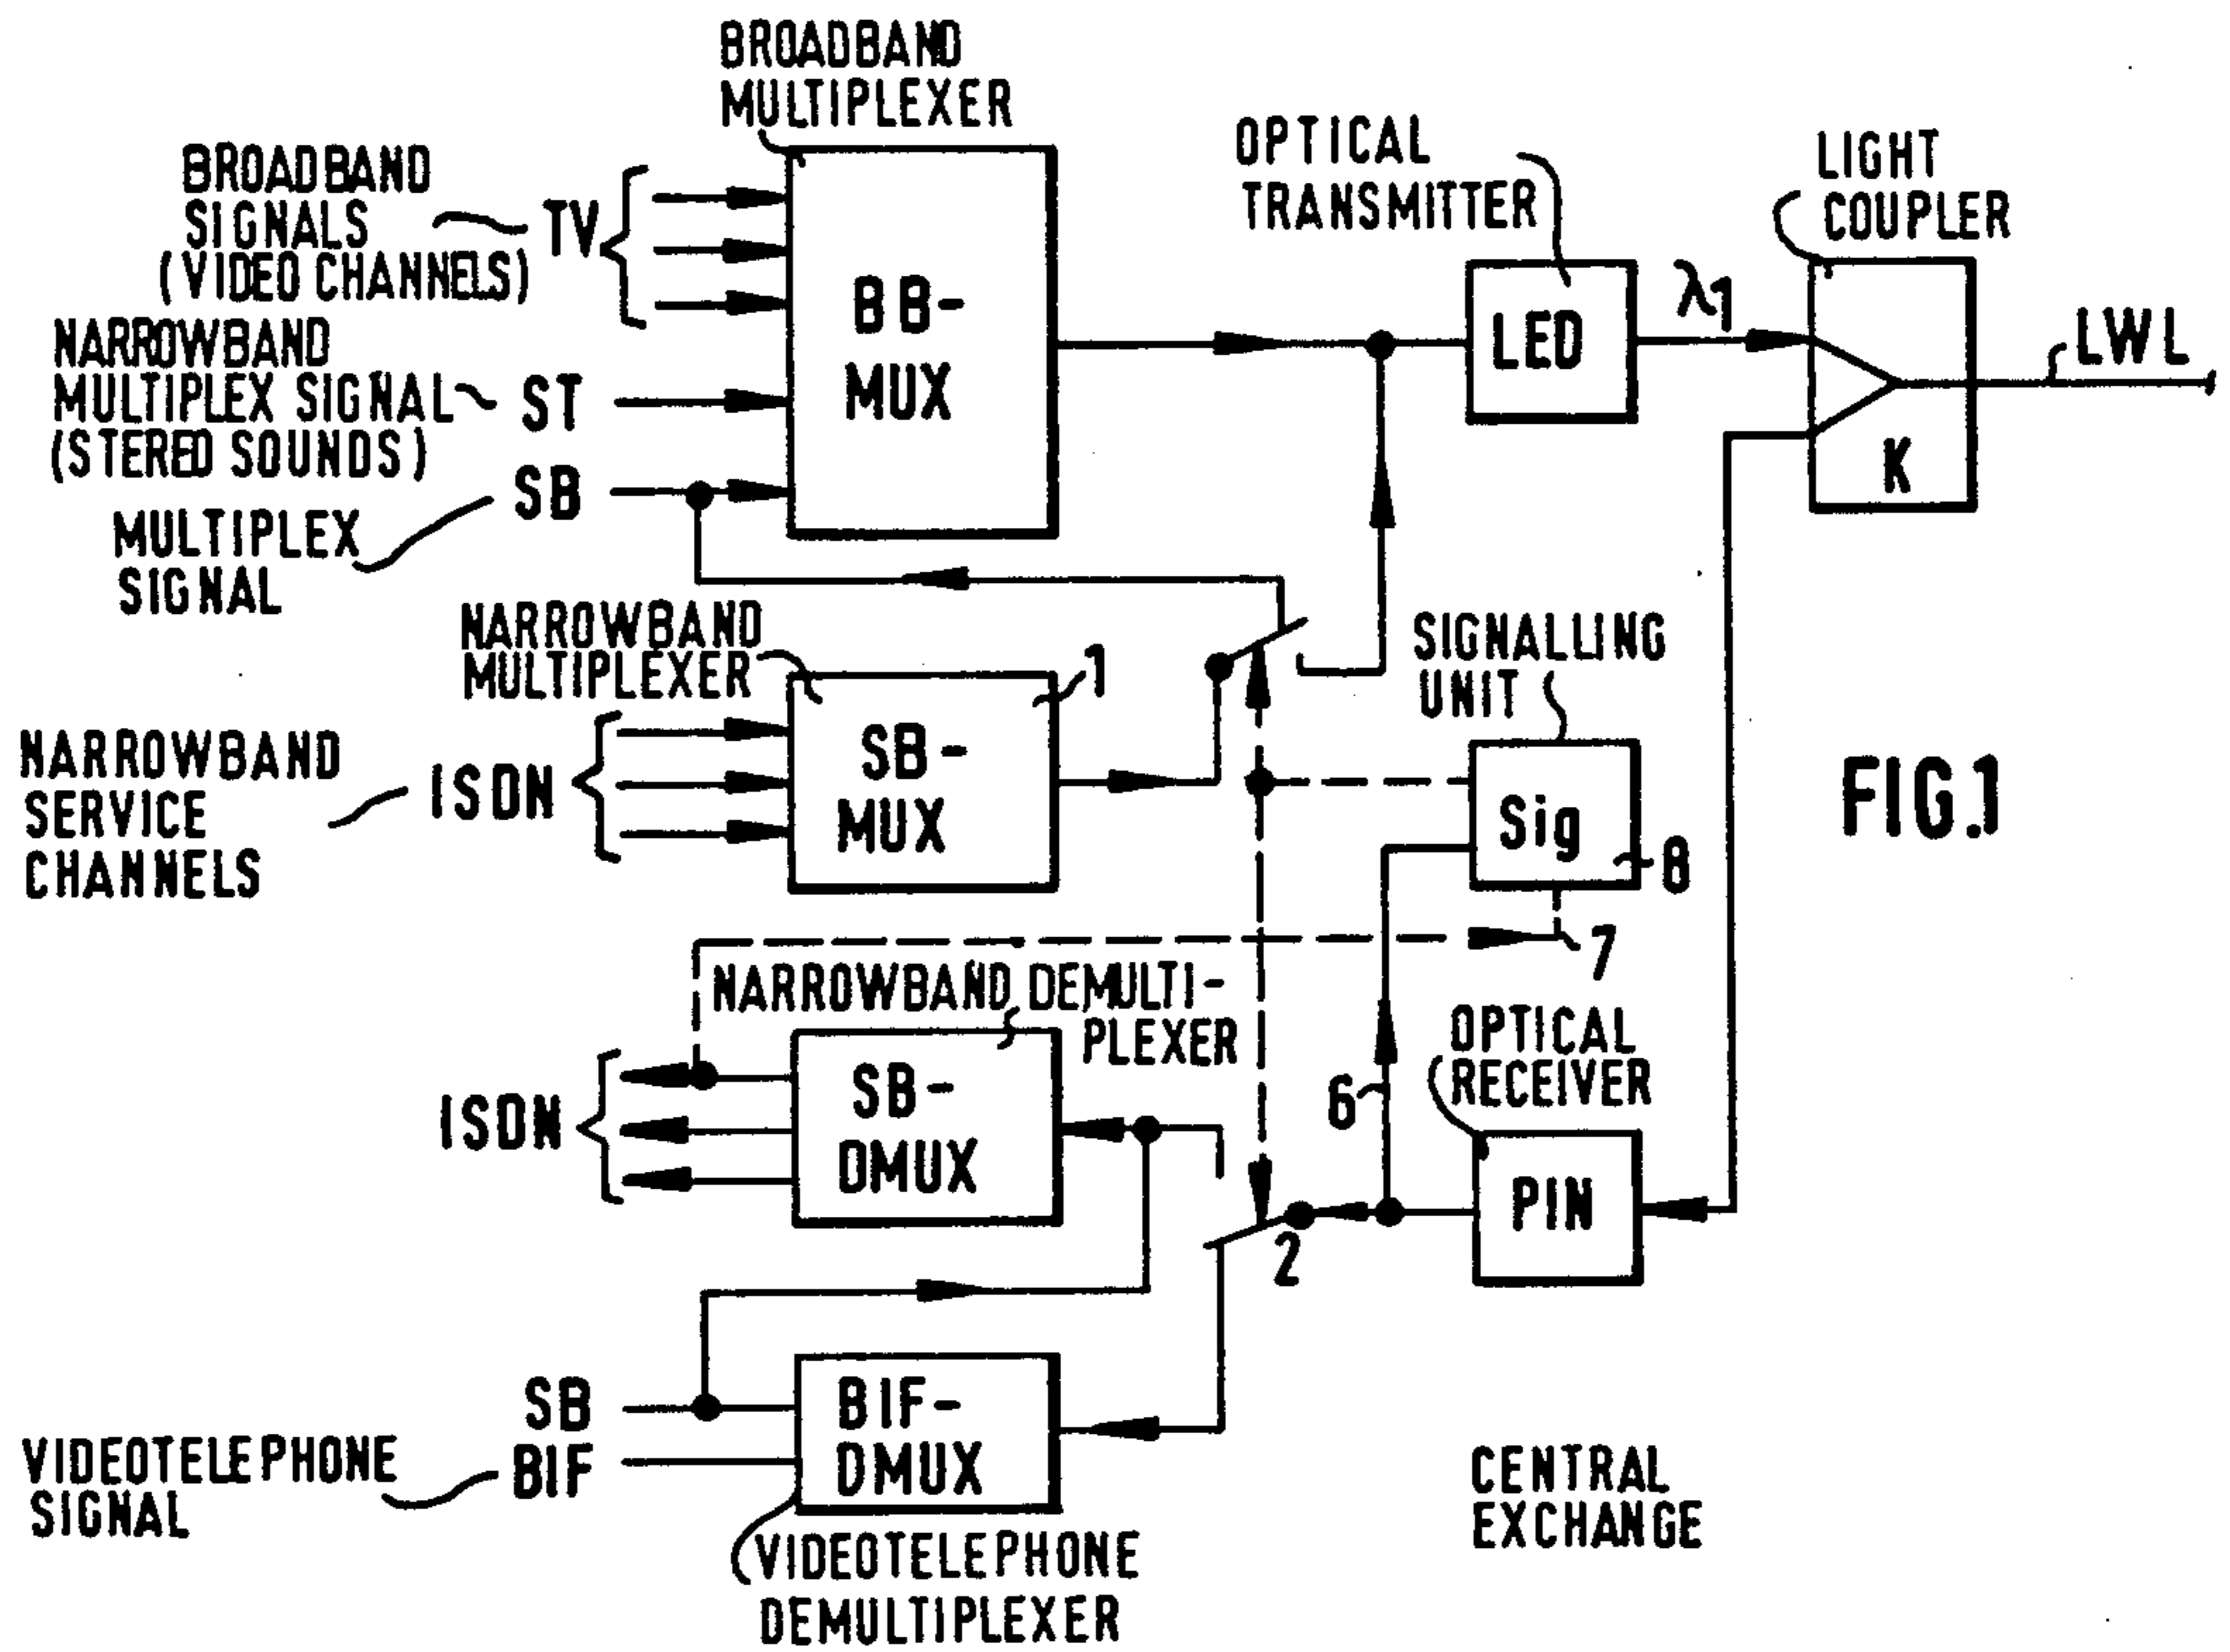 BROADBAND
MULTIPLEXER
BROADBAND
SIGNALS
(VIDEO CHANNELS)
TV
OPTICAL
TRANSMITTER
LIGHT
COUPLER
BB-
MUX
LED
λ1
LWL
K
NARROWBAND
MULTIPLEX SIGNAL
(STEREO SOUNDS)
ST
SB
MULTIPLEX
SIGNAL
NARROWBAND
MULTIPLEXER
1
SIGNALLING
UNIT
NARROWBAND
SERVICE
CHANNELS
ISDN
SB-
MUX
Sig
8
FIG.1
7
NARROWBAND DEMULTI-
PLEXER
OPTICAL
RECEIVER
ISDN
SB-
DMUX
6
PIN
2
SB
BIF
BIF-
DMUX
VIDEOTELEPHONE
SIGNAL
VIDEOTELEPHONE
DEMULTIPLEXER
CENTRAL
EXCHANGE